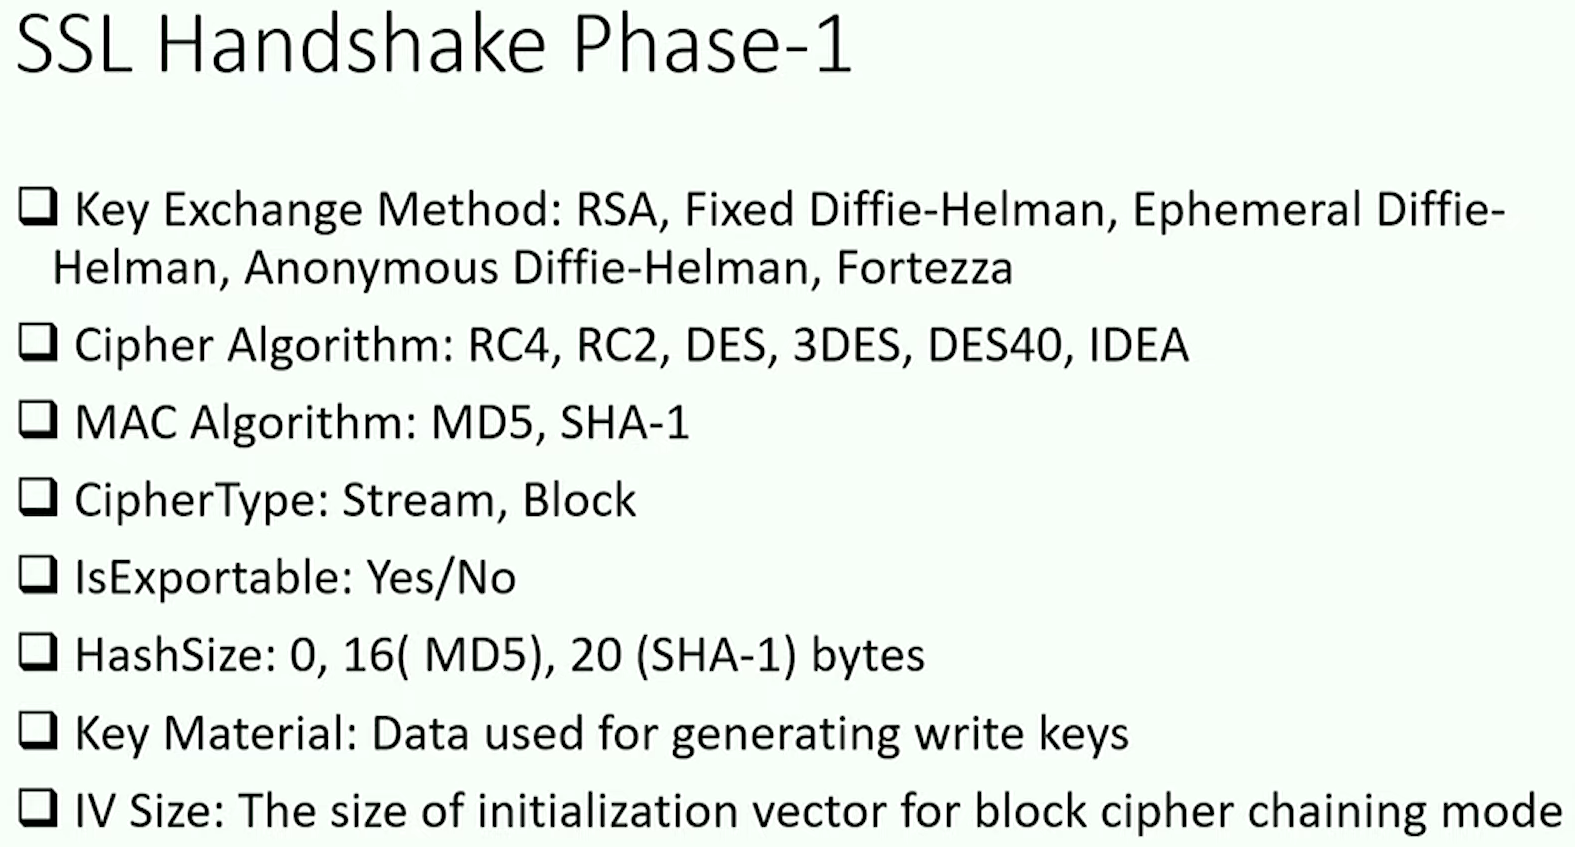 SSL Handshake Phase-1
❑ Key Exchange Method: RSA, Fixed Diffie-Helman, Ephemeral Diffie-
Helman, Anonymous Diffie-Helman, Fortezza
❑ Cipher Algorithm: RC4, RC2, DES, 3DES, DES40, IDEA
❑ MAC Algorithm: MD5, SHA-1
❑ CipherType: Stream, Block
❑ IsExportable: Yes/No
❑ HashSize: 0, 16( MD5), 20 (SHA-1) bytes
❑ Key Material: Data used for generating write keys
❑ IV Size: The size of initialization vector for block cipher chaining mode